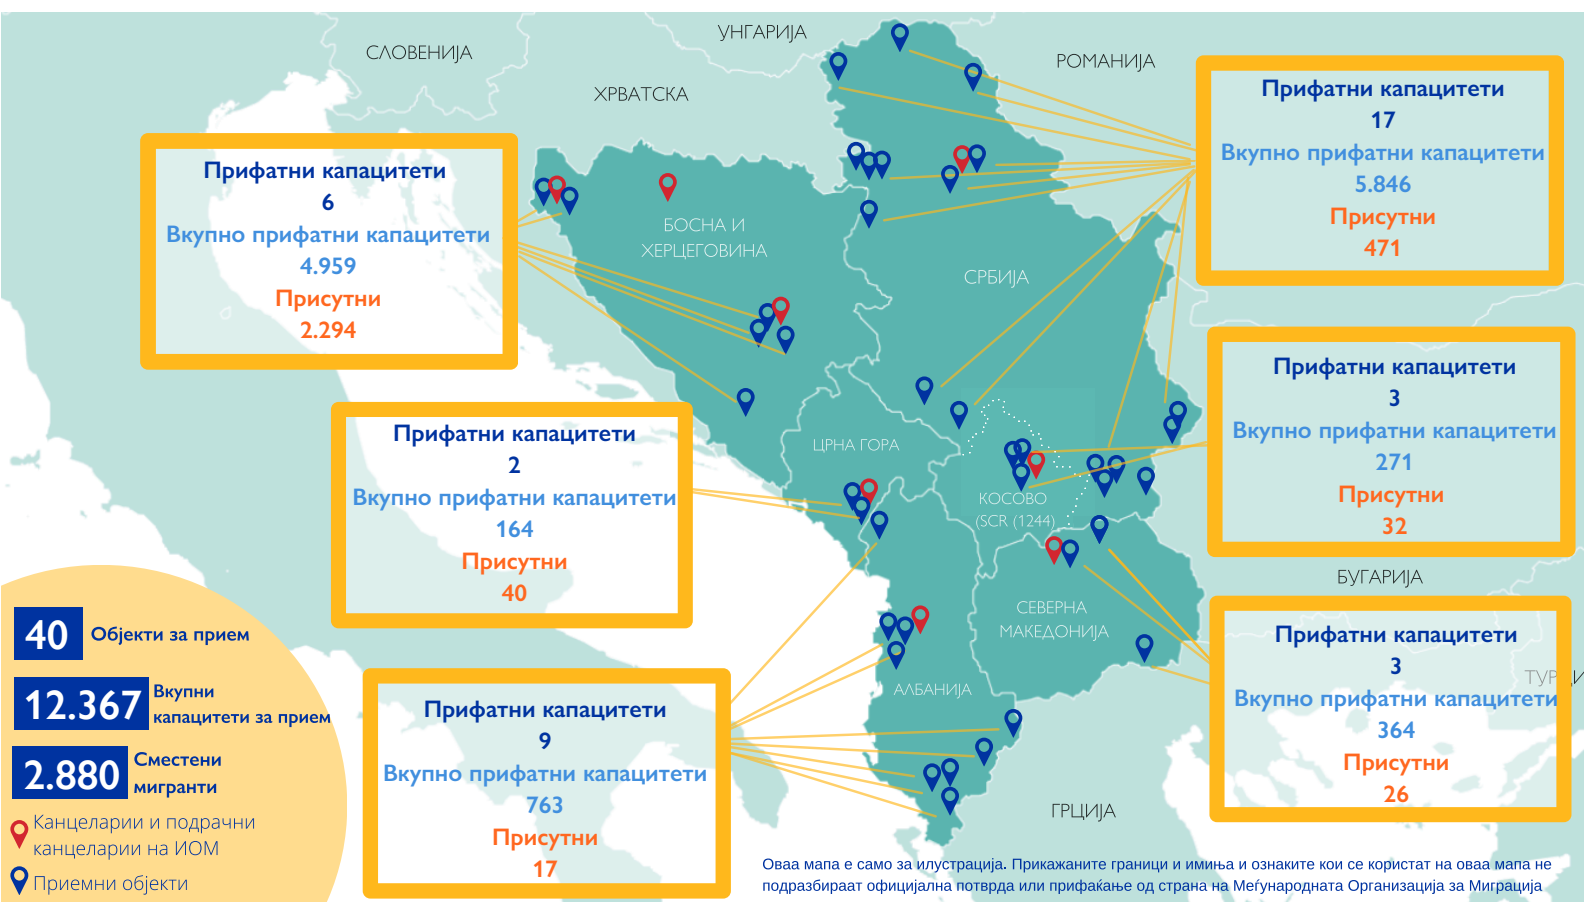 СЛОВЕНИЈА
УНГАРИЈА
РОМАНИЈА
ХРВАТСКА
Прифатни капацитети
17
Вкупно прифатни капацитети
5.846
Присутни
471
Прифатни капацитети
6
Вкупно прифатни капацитети
4.959
Присутни
2.294
БОСНА И
ХЕРЦЕГОВИНА
СРБИЈА
Прифатни капацитети
3
Вкупно прифатни капацитети
271
Присутни
32
Прифатни капацитети
2
Вкупно прифатни капацитети
164
Присутни
40
ЦРНА ГОРА
КОСОВО
(SCR (1244)
БУГАРИЈА
СЕВЕРНА
МАКЕДОНИЈА
Прифатни капацитети
3
Вкупно прифатни капацитети
364
Присутни
26
АЛБАНИЈА
Прифатни капацитети
9
Вкупно прифатни капацитети
763
Присутни
17
ГРЦИЈА
40 Објекти за прием
12.367 Вкупни
капацитети за прием
2.880 Сместени
мигранти
Канцеларии и подрачни
канцеларии на ИОМ
Приемни објекти
Оваа мапа е само за илустрација. Прикажаните граници и имиња и ознаките кои се користат на оваа мапа не
подразбираат официјална потврда или прифаќање од страна на Меѓународната Организација за Миграција